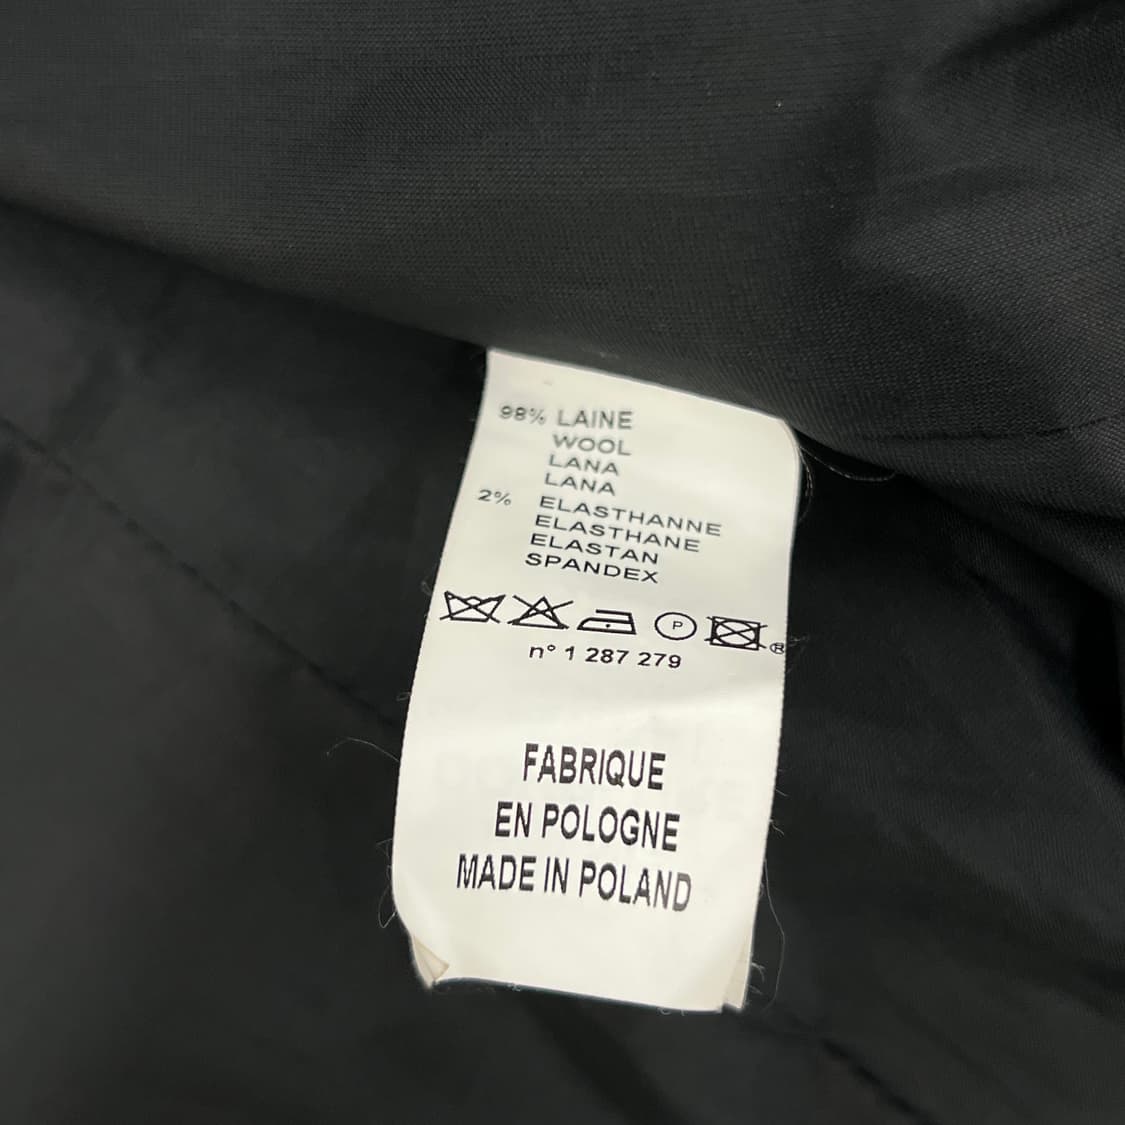 98% LAINE
WOOL
LANA
LANA
2% ELASTHANNE
ELASTHANE
ELASTAN
SPANDEX
P
®
n° 1 287 279
FABRIQUE
EN POLOGNE
MADE IN POLAND